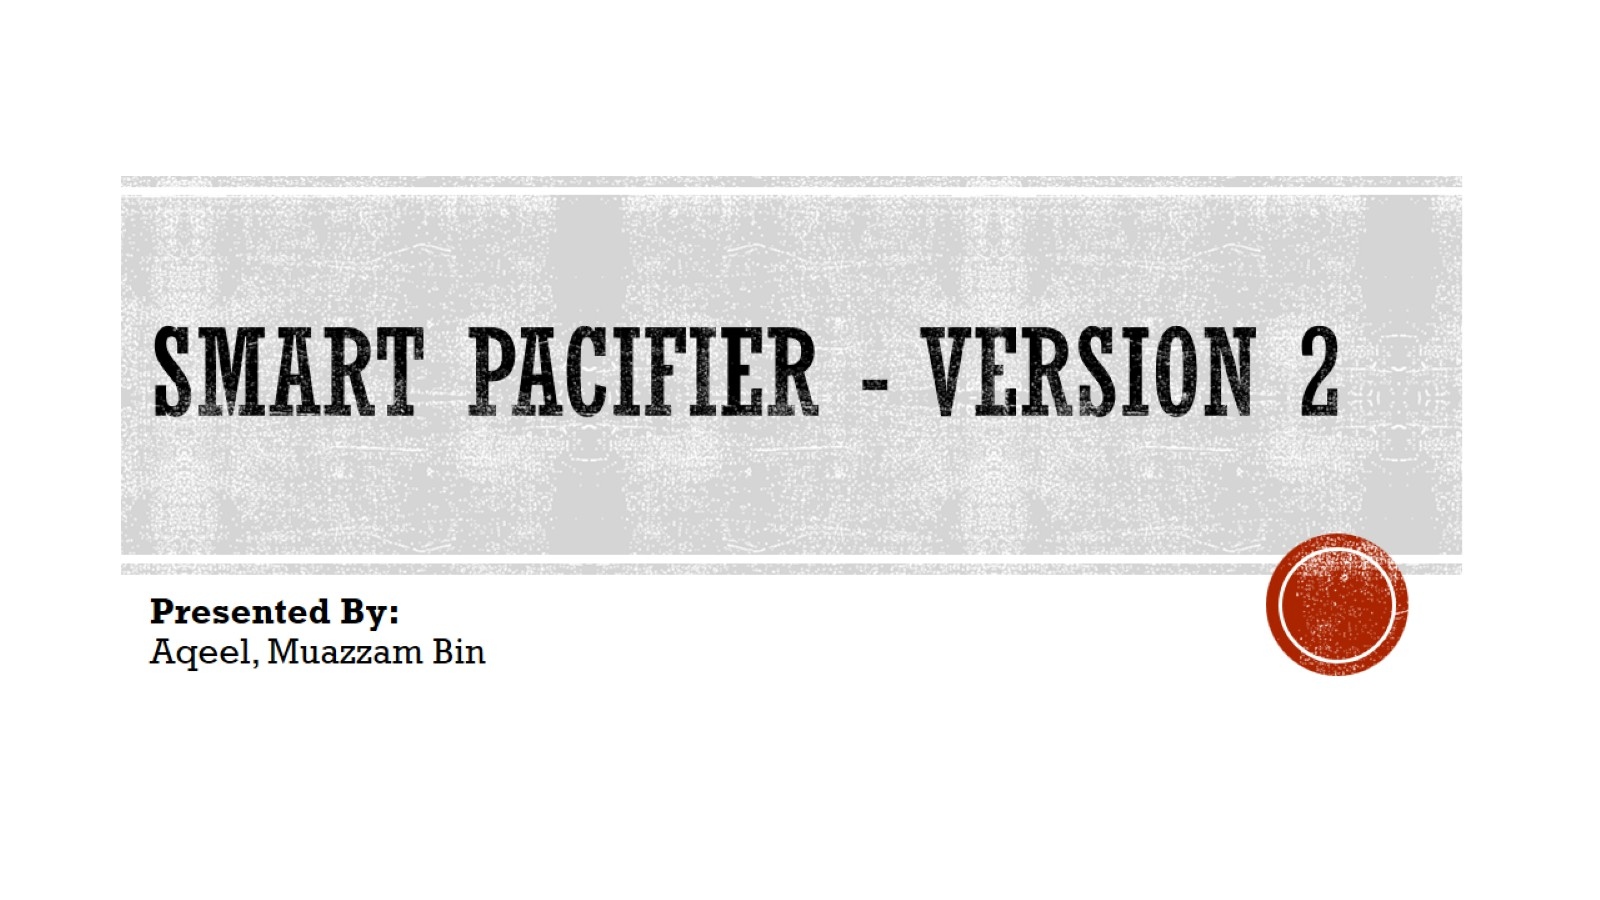 SMART PACIFIER - VERSION 2
Presented By:
Aqeel, Muazzam Bin